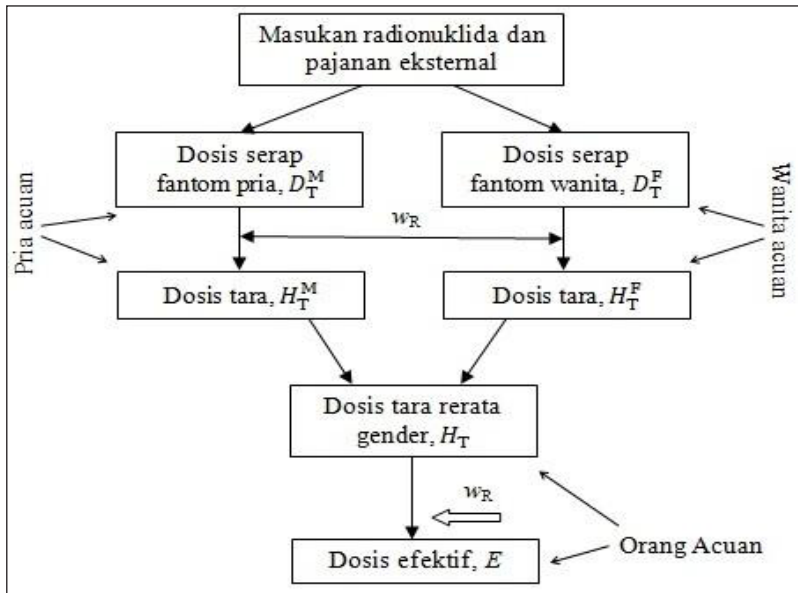 Masukan radionuklida dan
pajanan eksternal
Dosis serap
fantom pria, D_T^M
Dosis serap
fantom wanita, D_T^F
Pria acuan
Wanita acuan
w_R
Dosis tara, H_T^M
Dosis tara, H_T^F
Dosis tara rerata
gender, H_T
w_R
Dosis efektif, E
Orang Acuan